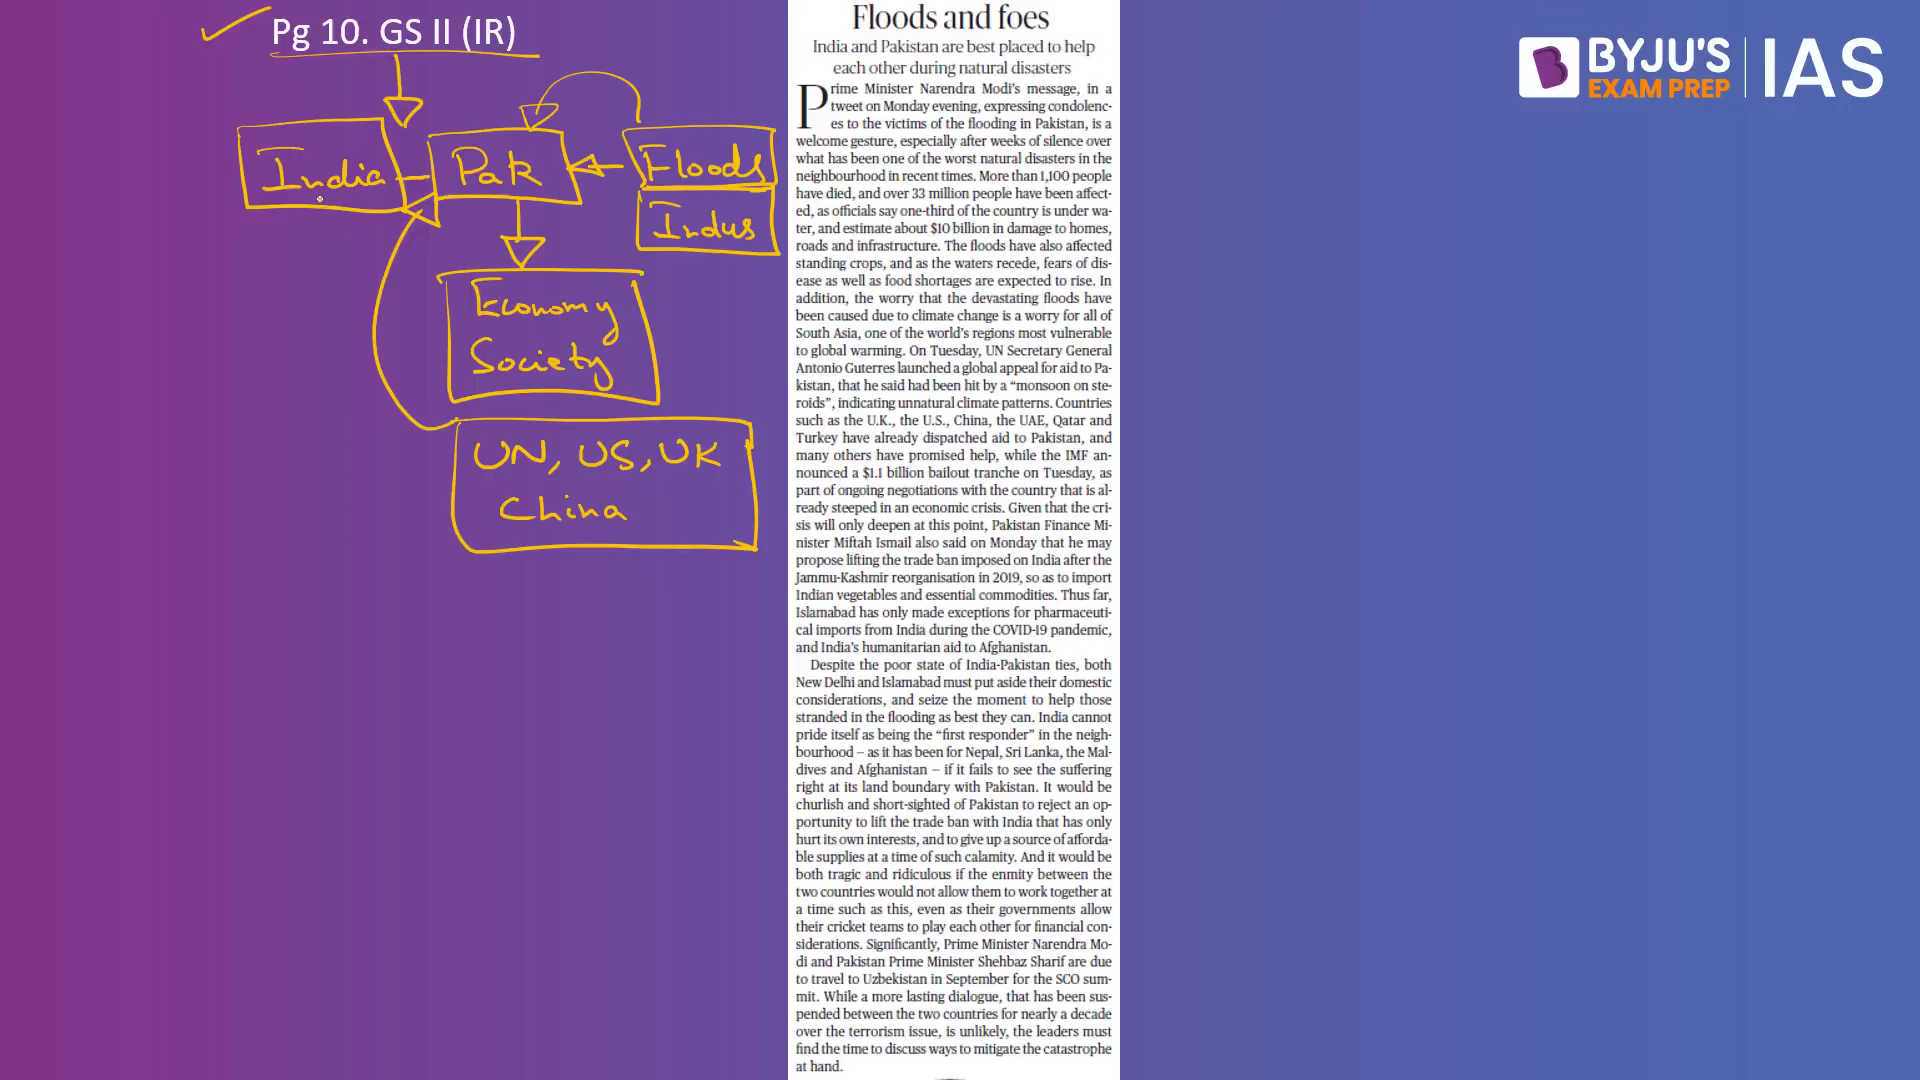 Pg 10. GS II (IR)
India
Pak
Floods
Indus
Economy
Society
UN, US, UK
China
Floods and foes
India and Pakistan are best placed to help
each other during natural disasters
Prime Minister Narendra Modi's message, in a
tweet on Monday evening, expressing condolenc-
es to the victims of the flooding in Pakistan, is a
welcome gesture, especially after weeks of silence over
what has been one of the worst natural disasters in the
neighbourhood in recent times. More than 1,100 people
have died, and over 33 million people have been affect-
ed, as officials say one-third of the country is under wa-
ter, and estimate about $10 billion in damage to homes,
roads and infrastructure. The floods have also affected
standing crops, and as the waters recede, fears of dis-
ease as well as food shortages are expected to rise. In
addition, the worry that the devastating floods have
been caused due to climate change is a worry for all of
South Asia, one of the world's regions most vulnerable
to global warming. On Tuesday, UN Secretary General
Antonio Guterres launched a global appeal for aid to Pa-
kistan, that he said had been hit by a “monsoon on ste-
roids”, indicating unnatural climate patterns. Countries
such as the U.K., the U.S., China, the UAE, Qatar and
Turkey have already dispatched aid to Pakistan, and
many others have promised help, while the IMF an-
nounced a $1.1 billion bailout tranche on Tuesday, as
part of ongoing negotiations with the country that is al-
ready steeped in an economic crisis. Given that the cri-
sis will only deepen at this point, Pakistan Finance Mi-
nister Miftah Ismail also said on Monday that he may
propose lifting the trade ban imposed on India after the
Jammu-Kashmir reorganisation in 2019, so as to import
Indian vegetables and essential commodities. Thus far,
Islamabad has only made exceptions for pharmaceuti-
cal imports from India during the COVID-19 pandemic,
and India's humanitarian aid to Afghanistan.
Despite the poor state of India-Pakistan ties, both
New Delhi and Islamabad must put aside their domestic
considerations, and seize the moment to help those
stranded in the flooding as best they can. India cannot
pride itself as being the “first responder” in the neigh-
bourhood – as it has been for Nepal, Sri Lanka, the Mal-
dives and Afghanistan – if it fails to see the suffering
right at its land boundary with Pakistan. It would be
churlish and short-sighted of Pakistan to reject an op-
portunity to lift the trade ban with India that has only
hurt its own interests, and to give up a source of afforda-
ble supplies at a time of such calamity. And it would be
both tragic and ridiculous if the enmity between the
two countries would not allow them to work together at
a time such as this, even as their governments allow
their cricket teams to play each other for financial con-
siderations. Significantly, Prime Minister Narendra Mo-
di and Pakistan Prime Minister Shehbaz Sharif are due
to travel to Uzbekistan in September for the SCO sum-
mit. While a more lasting dialogue, that has been sus-
pended between the two countries for nearly a decade
over the terrorism issue, is unlikely, the leaders must
find the time to discuss ways to mitigate the catastrophe
at hand.
BYJU'S
EXAM PREP
IAS